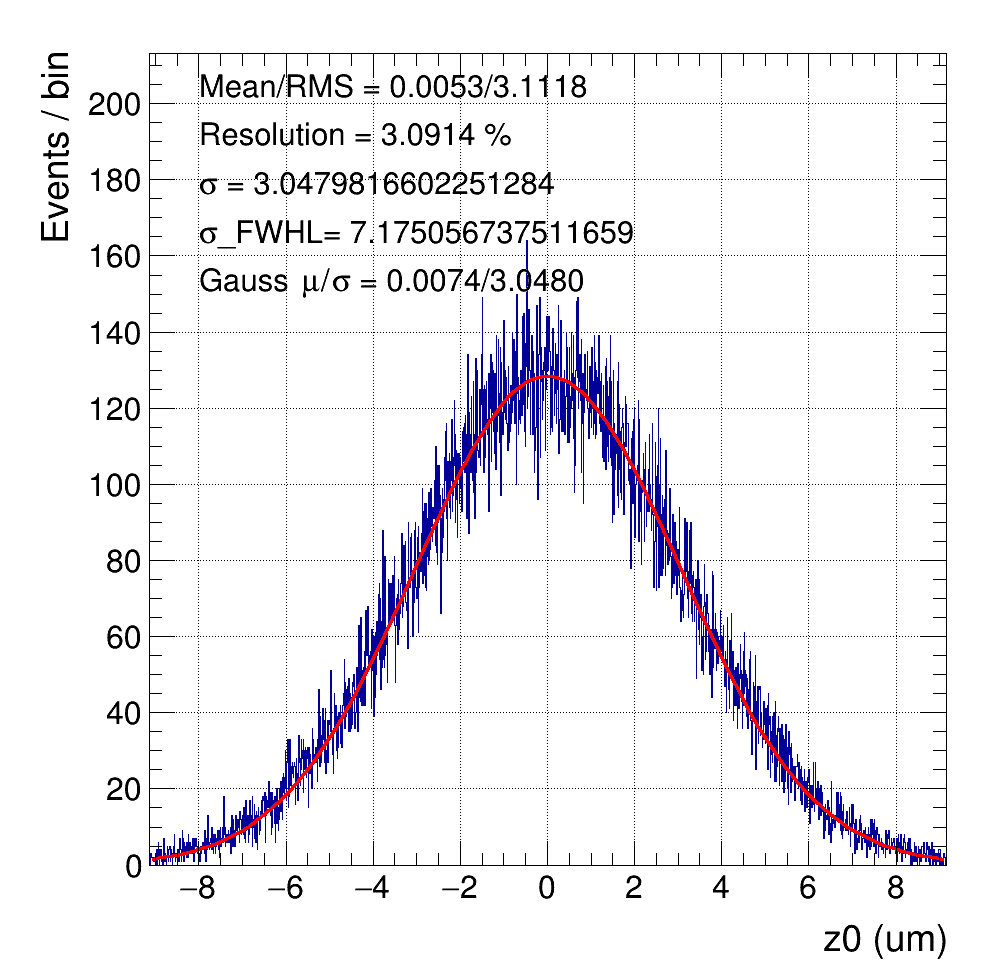 Events / bin
Mean/RMS = 0.0053/3.1118
Resolution = 3.0914 %
σ = 3.0479816602251284
σ_FWHL= 7.175056737511659
Gauss μ/σ = 0.0074/3.0480
200
180
160
140
120
100
80
60
40
20
0
−8 −6 −4 −2 0 2 4 6 8
z0 (um)